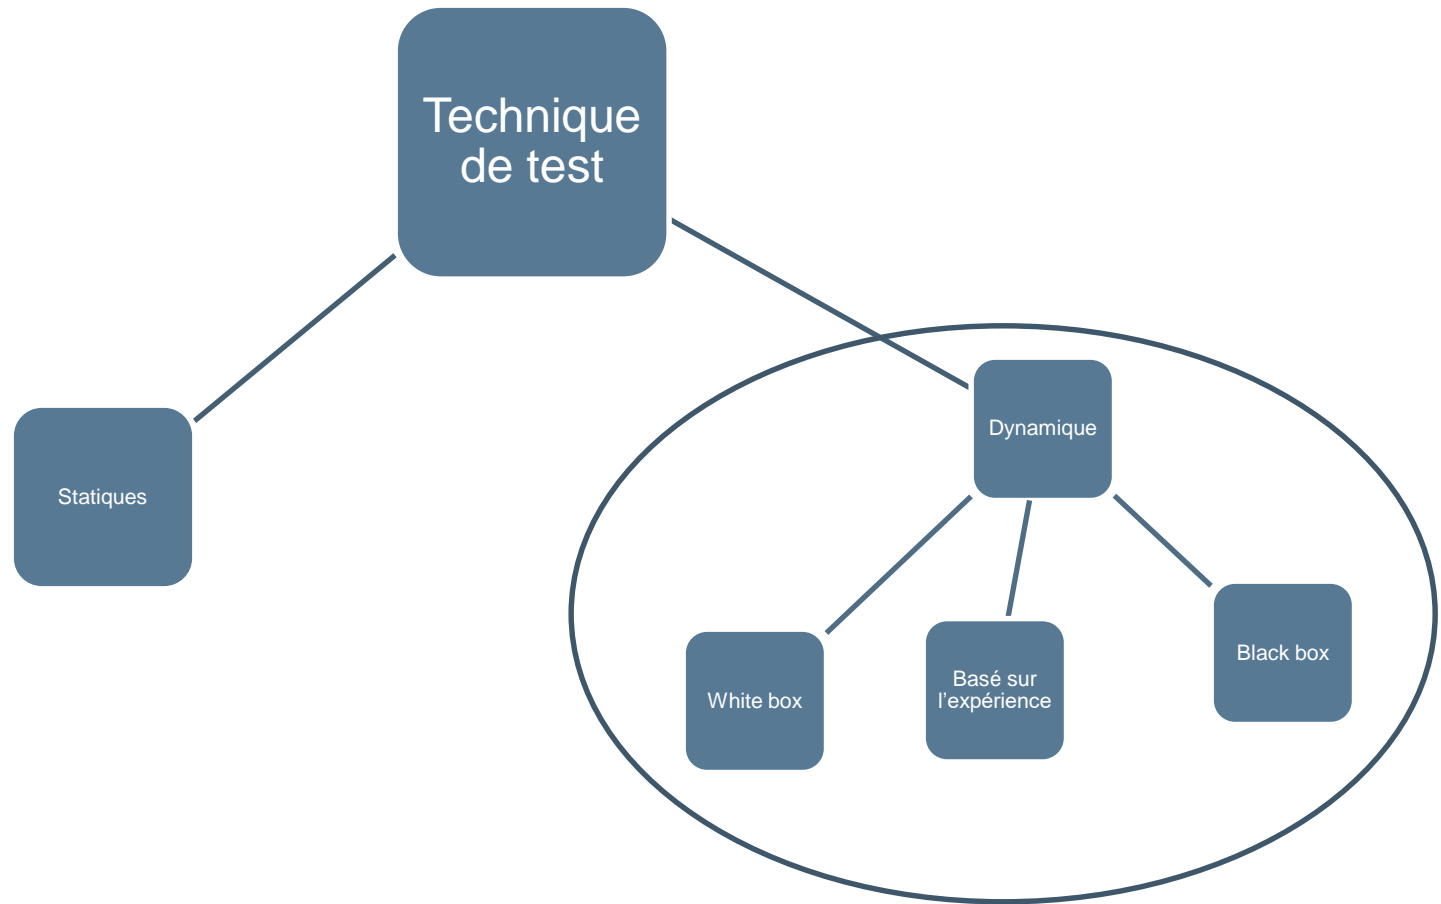 Technique
de test
Statiques
Dynamique
White box
Basé sur
l’expérience
Black box